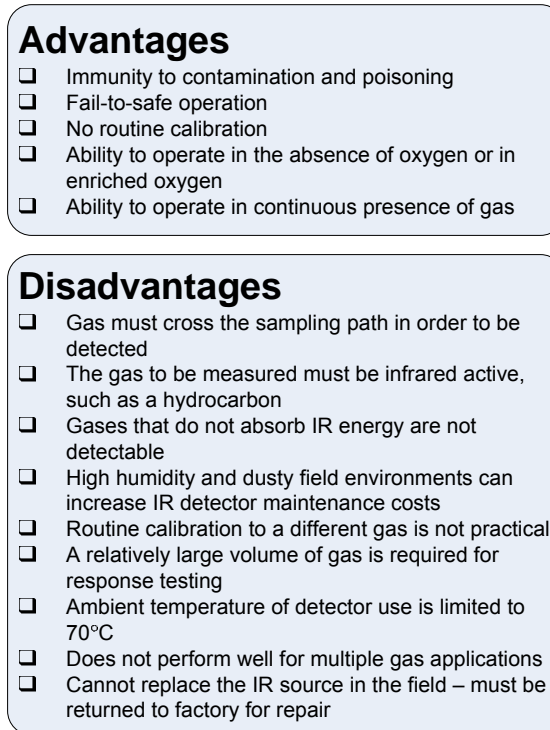 Advantages
❑ Immunity to contamination and poisoning
❑ Fail-to-safe operation
❑ No routine calibration
❑ Ability to operate in the absence of oxygen or in
enriched oxygen
❑ Ability to operate in continuous presence of gas
Disadvantages
❑ Gas must cross the sampling path in order to be
detected
❑ The gas to be measured must be infrared active,
such as a hydrocarbon
❑ Gases that do not absorb IR energy are not
detectable
❑ High humidity and dusty field environments can
increase IR detector maintenance costs
❑ Routine calibration to a different gas is not practical
❑ A relatively large volume of gas is required for
response testing
❑ Ambient temperature of detector use is limited to
70°C
❑ Does not perform well for multiple gas applications
❑ Cannot replace the IR source in the field – must be
returned to factory for repair